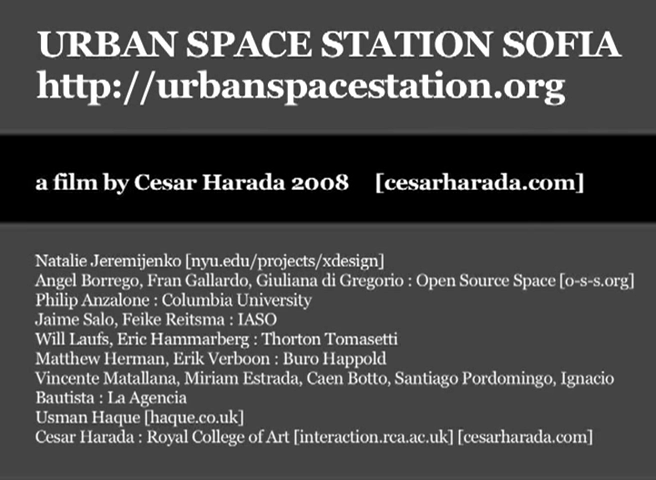 URBAN SPACE STATION SOFIA
http://urbanspacestation.org
a film by Cesar Harada 2008 [cesarharada.com]
Natalie Jeremijenko [nyu.edu/projects/xdesign]
Angel Borrego, Fran Gallardo, Giuliana di Gregorio : Open Source Space [o-s-s.org]
Philip Anzalone : Columbia University
Jaime Salo, Feike Reitsma : IASO
Will Laufs, Eric Hammarberg : Thorton Tomasetti
Matthew Herman, Erik Verboon : Buro Happold
Vincente Matallana, Miriam Estrada, Caen Botto, Santiago Pordomingo, Ignacio
Bautista : La Agencia
Usman Haque [haque.co.uk]
Cesar Harada : Royal College of Art [interaction.rca.ac.uk] [cesarharada.com]